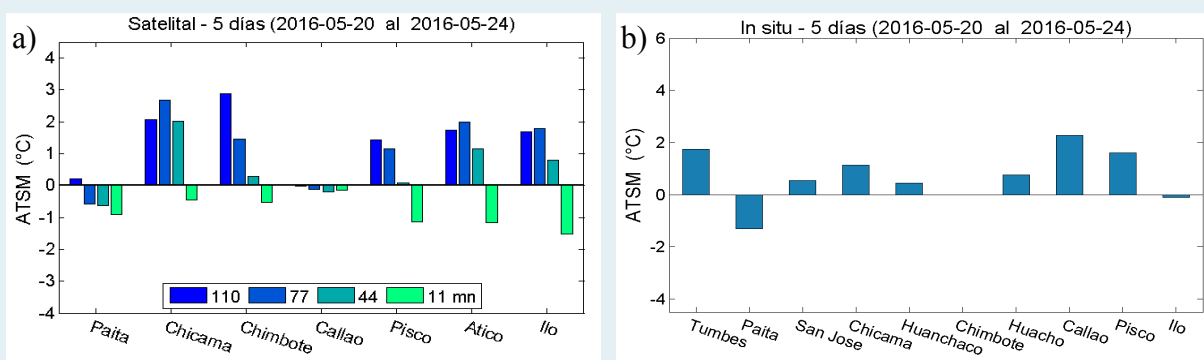 a)
Satelital - 5 días (2016-05-20 al 2016-05-24)
ATSM (°C)
4
3
2
1
0
-1
-2
-3
-4
110 77 44 11 mn
Paita Chicama Chimbote Callao Pisco Atico Ilo
b)
In situ - 5 días (2016-05-20 al 2016-05-24)
ATSM (°C)
6
4
2
0
-2
-4
Tumbes Paita San Jose Chicama Huanchaco Chimbote Huacho Callao Pisco Ilo